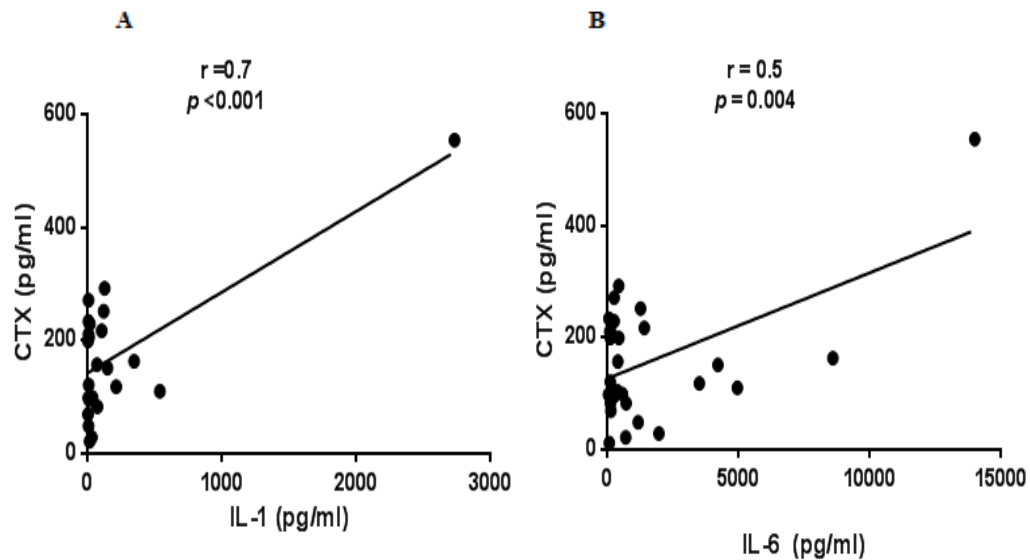 A
r =0.7
p <0.001
600
400
200
0
CTX (pg/ml)
0 1000 2000 3000
IL-1 (pg/ml)
B
r = 0.5
p = 0.004
600
400
200
0
CTX (pg/ml)
0 5000 10000 15000
IL-6 (pg/ml)